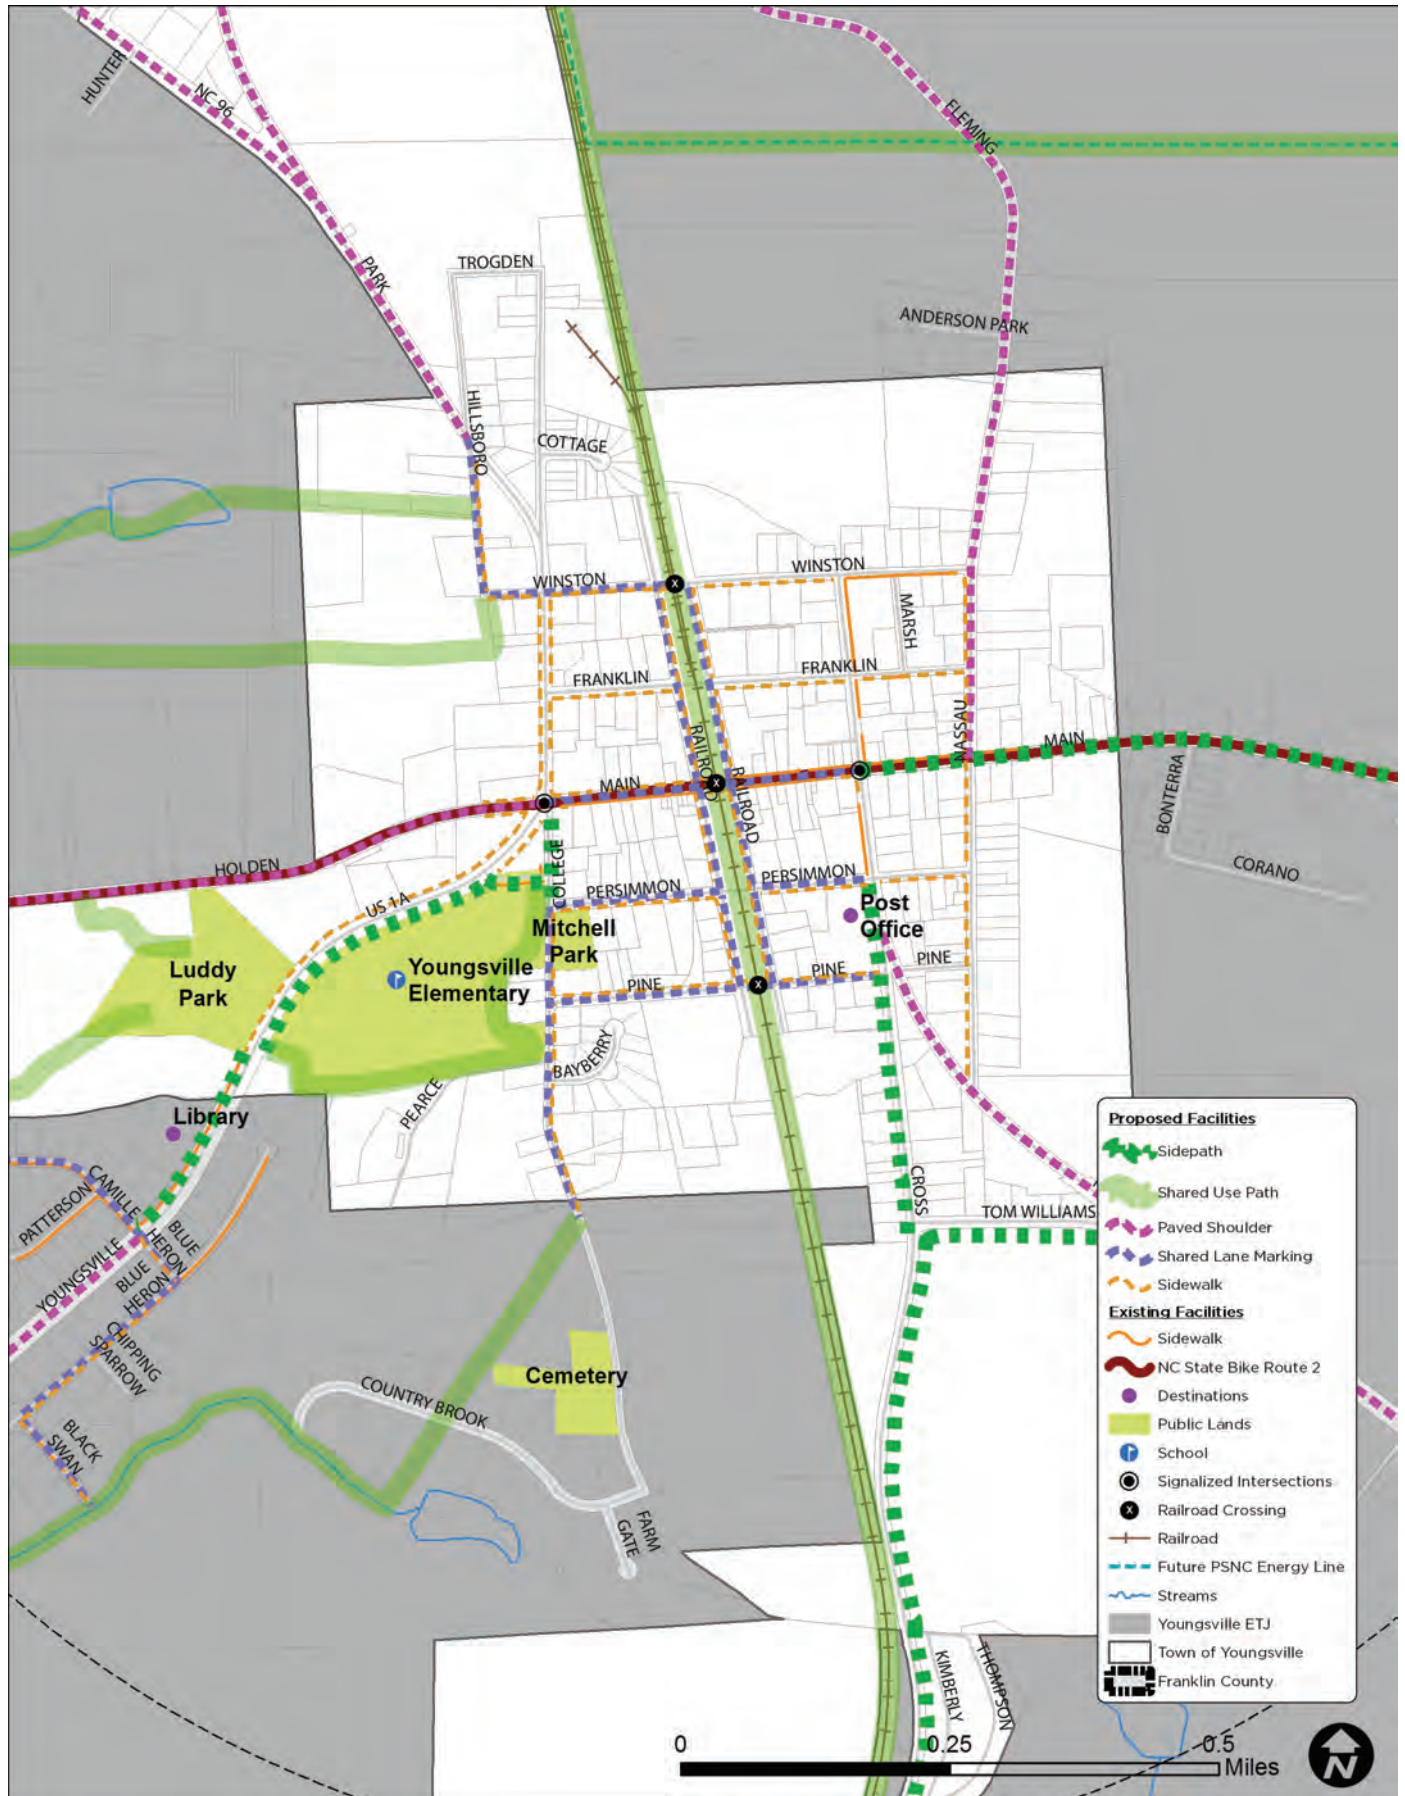 HUNTER
NC 96
FLEMING
PARK
TROGDEN
ANDERSON PARK
HILLSBORO
COTTAGE
WINSTON
WINSTON
MARSH
FRANKLIN
FRANKLIN
NASSAU
RAILROAD
RAILROAD
MAIN
MAIN
BONTERRA
CORANO
HOLDEN
US 1A
COLLEGE
PERSIMMON
PERSIMMON
Post
Office
Mitchell
Park
Luddy
Park
Youngsville
Elementary
PINE
PINE
PINE
BAYBERRY
PEARCE
Library
CAMILLE
PATTERSON
BLUE
HERON
YOUNGSVILLE
BLUE
HERON
CHIPPING
SPARROW
BLACK
SWAN
CROSS
TOM WILLIAMS
Cemetery
COUNTRY BROOK
FARM
GATE
KIMBERLY
THOMPSON
Proposed Facilities
Sidepath
Shared Use Path
Paved Shoulder
Shared Lane Marking
Sidewalk
Existing Facilities
Sidewalk
NC State Bike Route 2
Destinations
Public Lands
School
Signalized Intersections
X Railroad Crossing
Railroad
Future PSNC Energy Line
Streams
Youngsville ETJ
Town of Youngsville
Franklin County
0 0.25 0.5
Miles
N
X
X
X